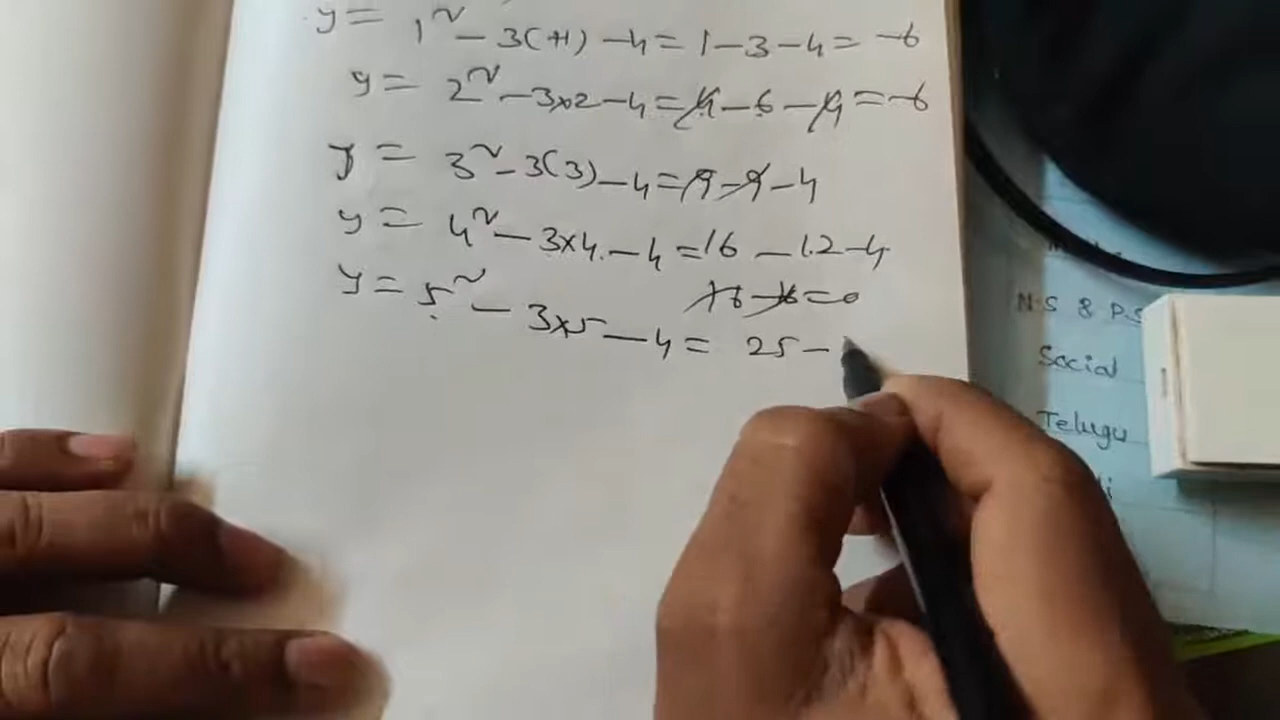 y = 1² - 3(+1) - 4 = 1 - 3 - 4 = -6
y = 2² - 3×2 - 4 = 4 - 6 - 4 = -6
y = 3² - 3(3) - 4 = 9 - 9 - 4
y = 4² - 3×4 - 4 = 16 - 12 - 4
16 - 16 = 0
y = 5² - 3×5 - 4 = 25 -
N.S & P.S
Social
Telugu